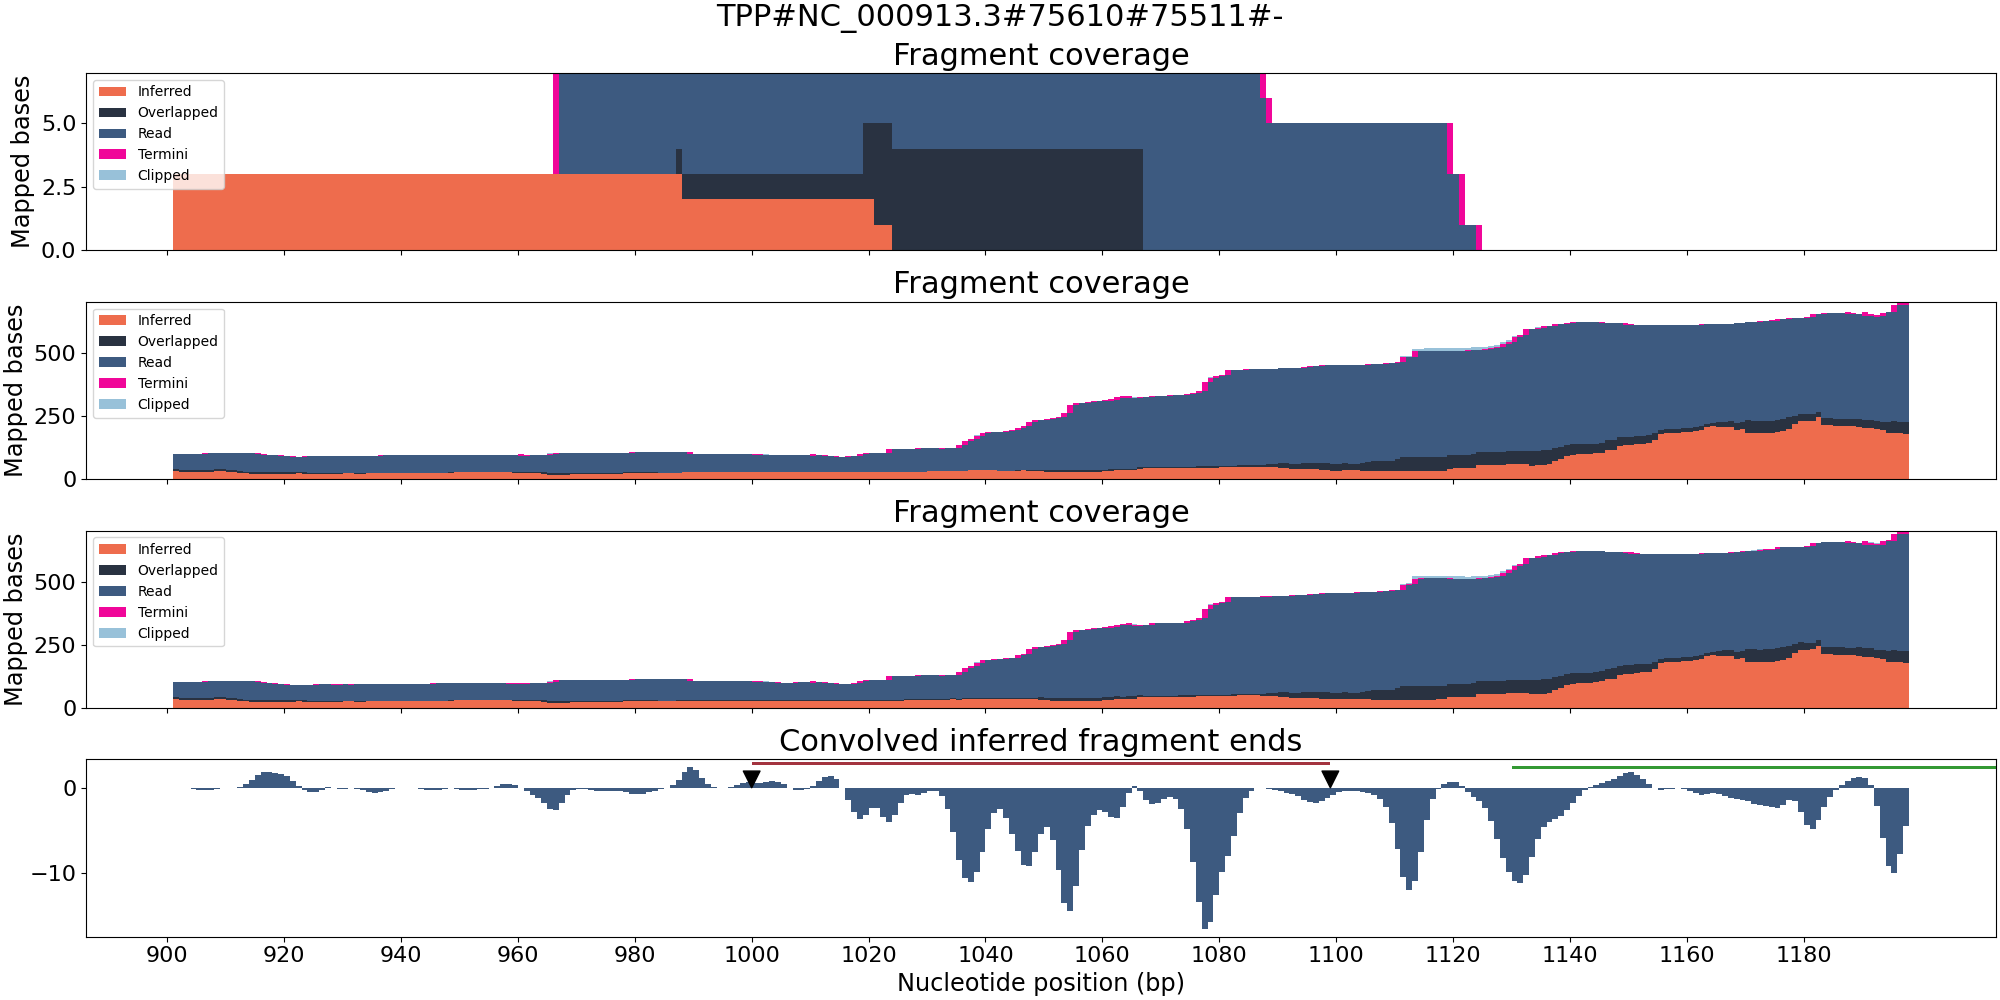 TPP#NC_000913.3#75610#75511#-
Fragment coverage
Mapped bases
5.0
2.5
0.0
Inferred
Overlapped
Read
Termini
Clipped
Fragment coverage
Mapped bases
500
250
0
Inferred
Overlapped
Read
Termini
Clipped
Fragment coverage
Mapped bases
500
250
0
Inferred
Overlapped
Read
Termini
Clipped
Convolved inferred fragment ends
0
−10
900 920 940 960 980 1000 1020 1040 1060 1080 1100 1120 1140 1160 1180
Nucleotide position (bp)